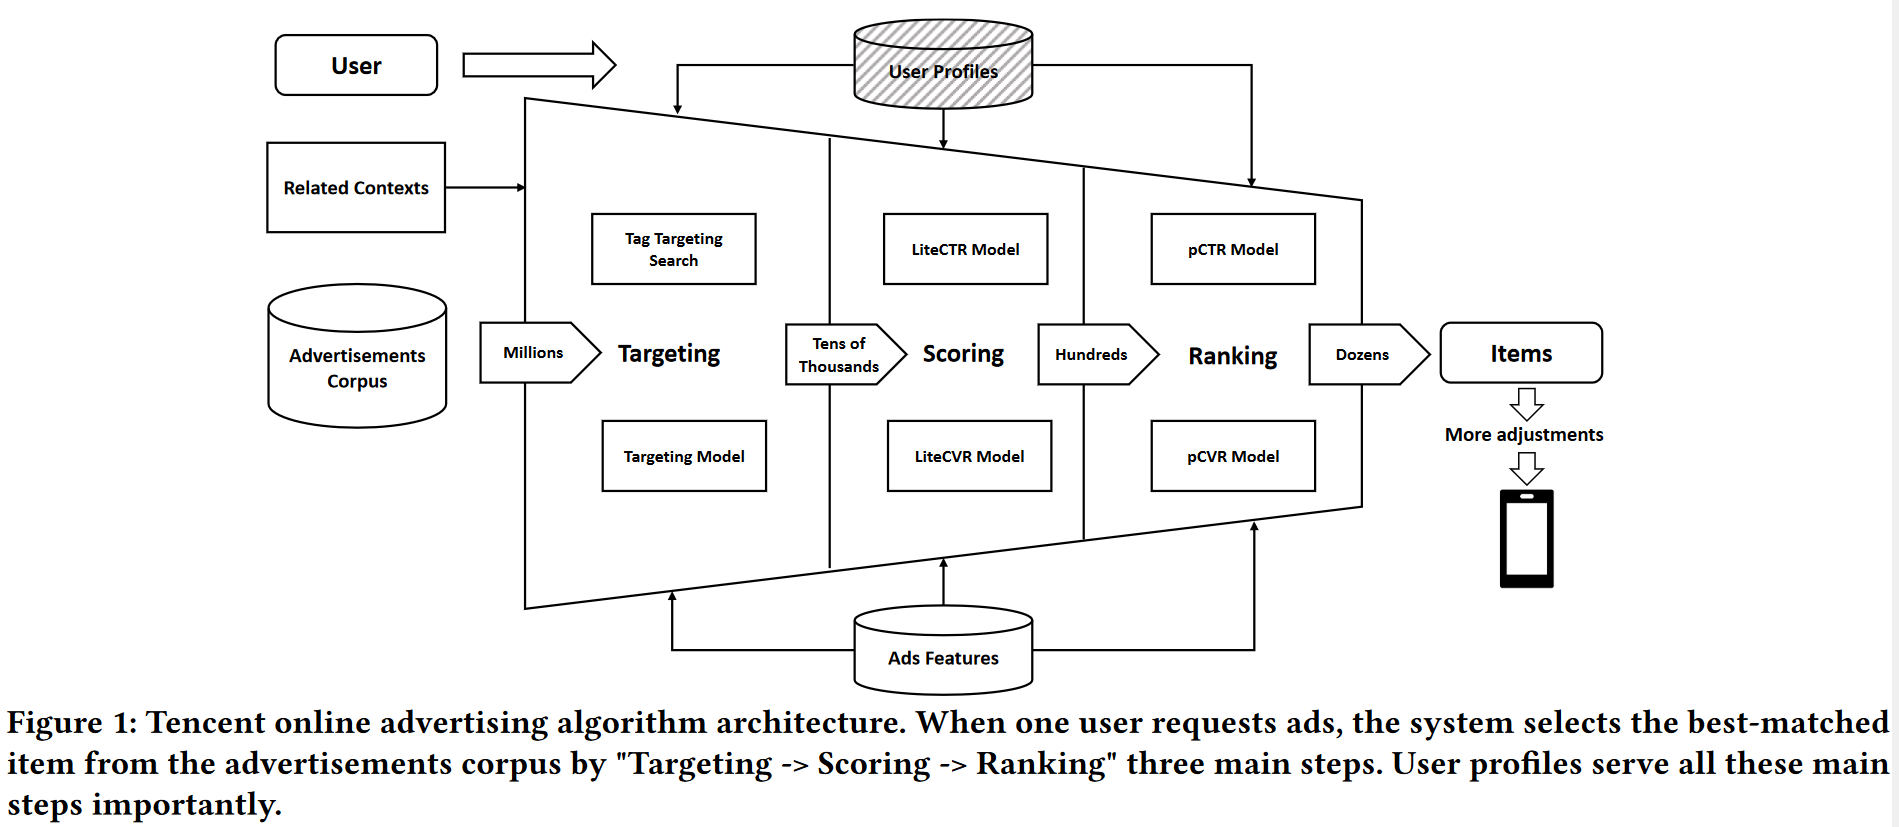 User
User Profiles
Related Contexts
Tag Targeting
Search
LiteCTR Model
pCTR Model
Advertisements
Corpus
Millions
Targeting
Tens of
Thousands
Scoring
Hundreds
Ranking
Dozens
Items
More adjustments
Targeting Model
LiteCVR Model
pCVR Model
Ads Features
Figure 1: Tencent online advertising algorithm architecture. When one user requests ads, the system selects the best-matched
item from the advertisements corpus by "Targeting -> Scoring -> Ranking" three main steps. User profiles serve all these main
steps importantly.